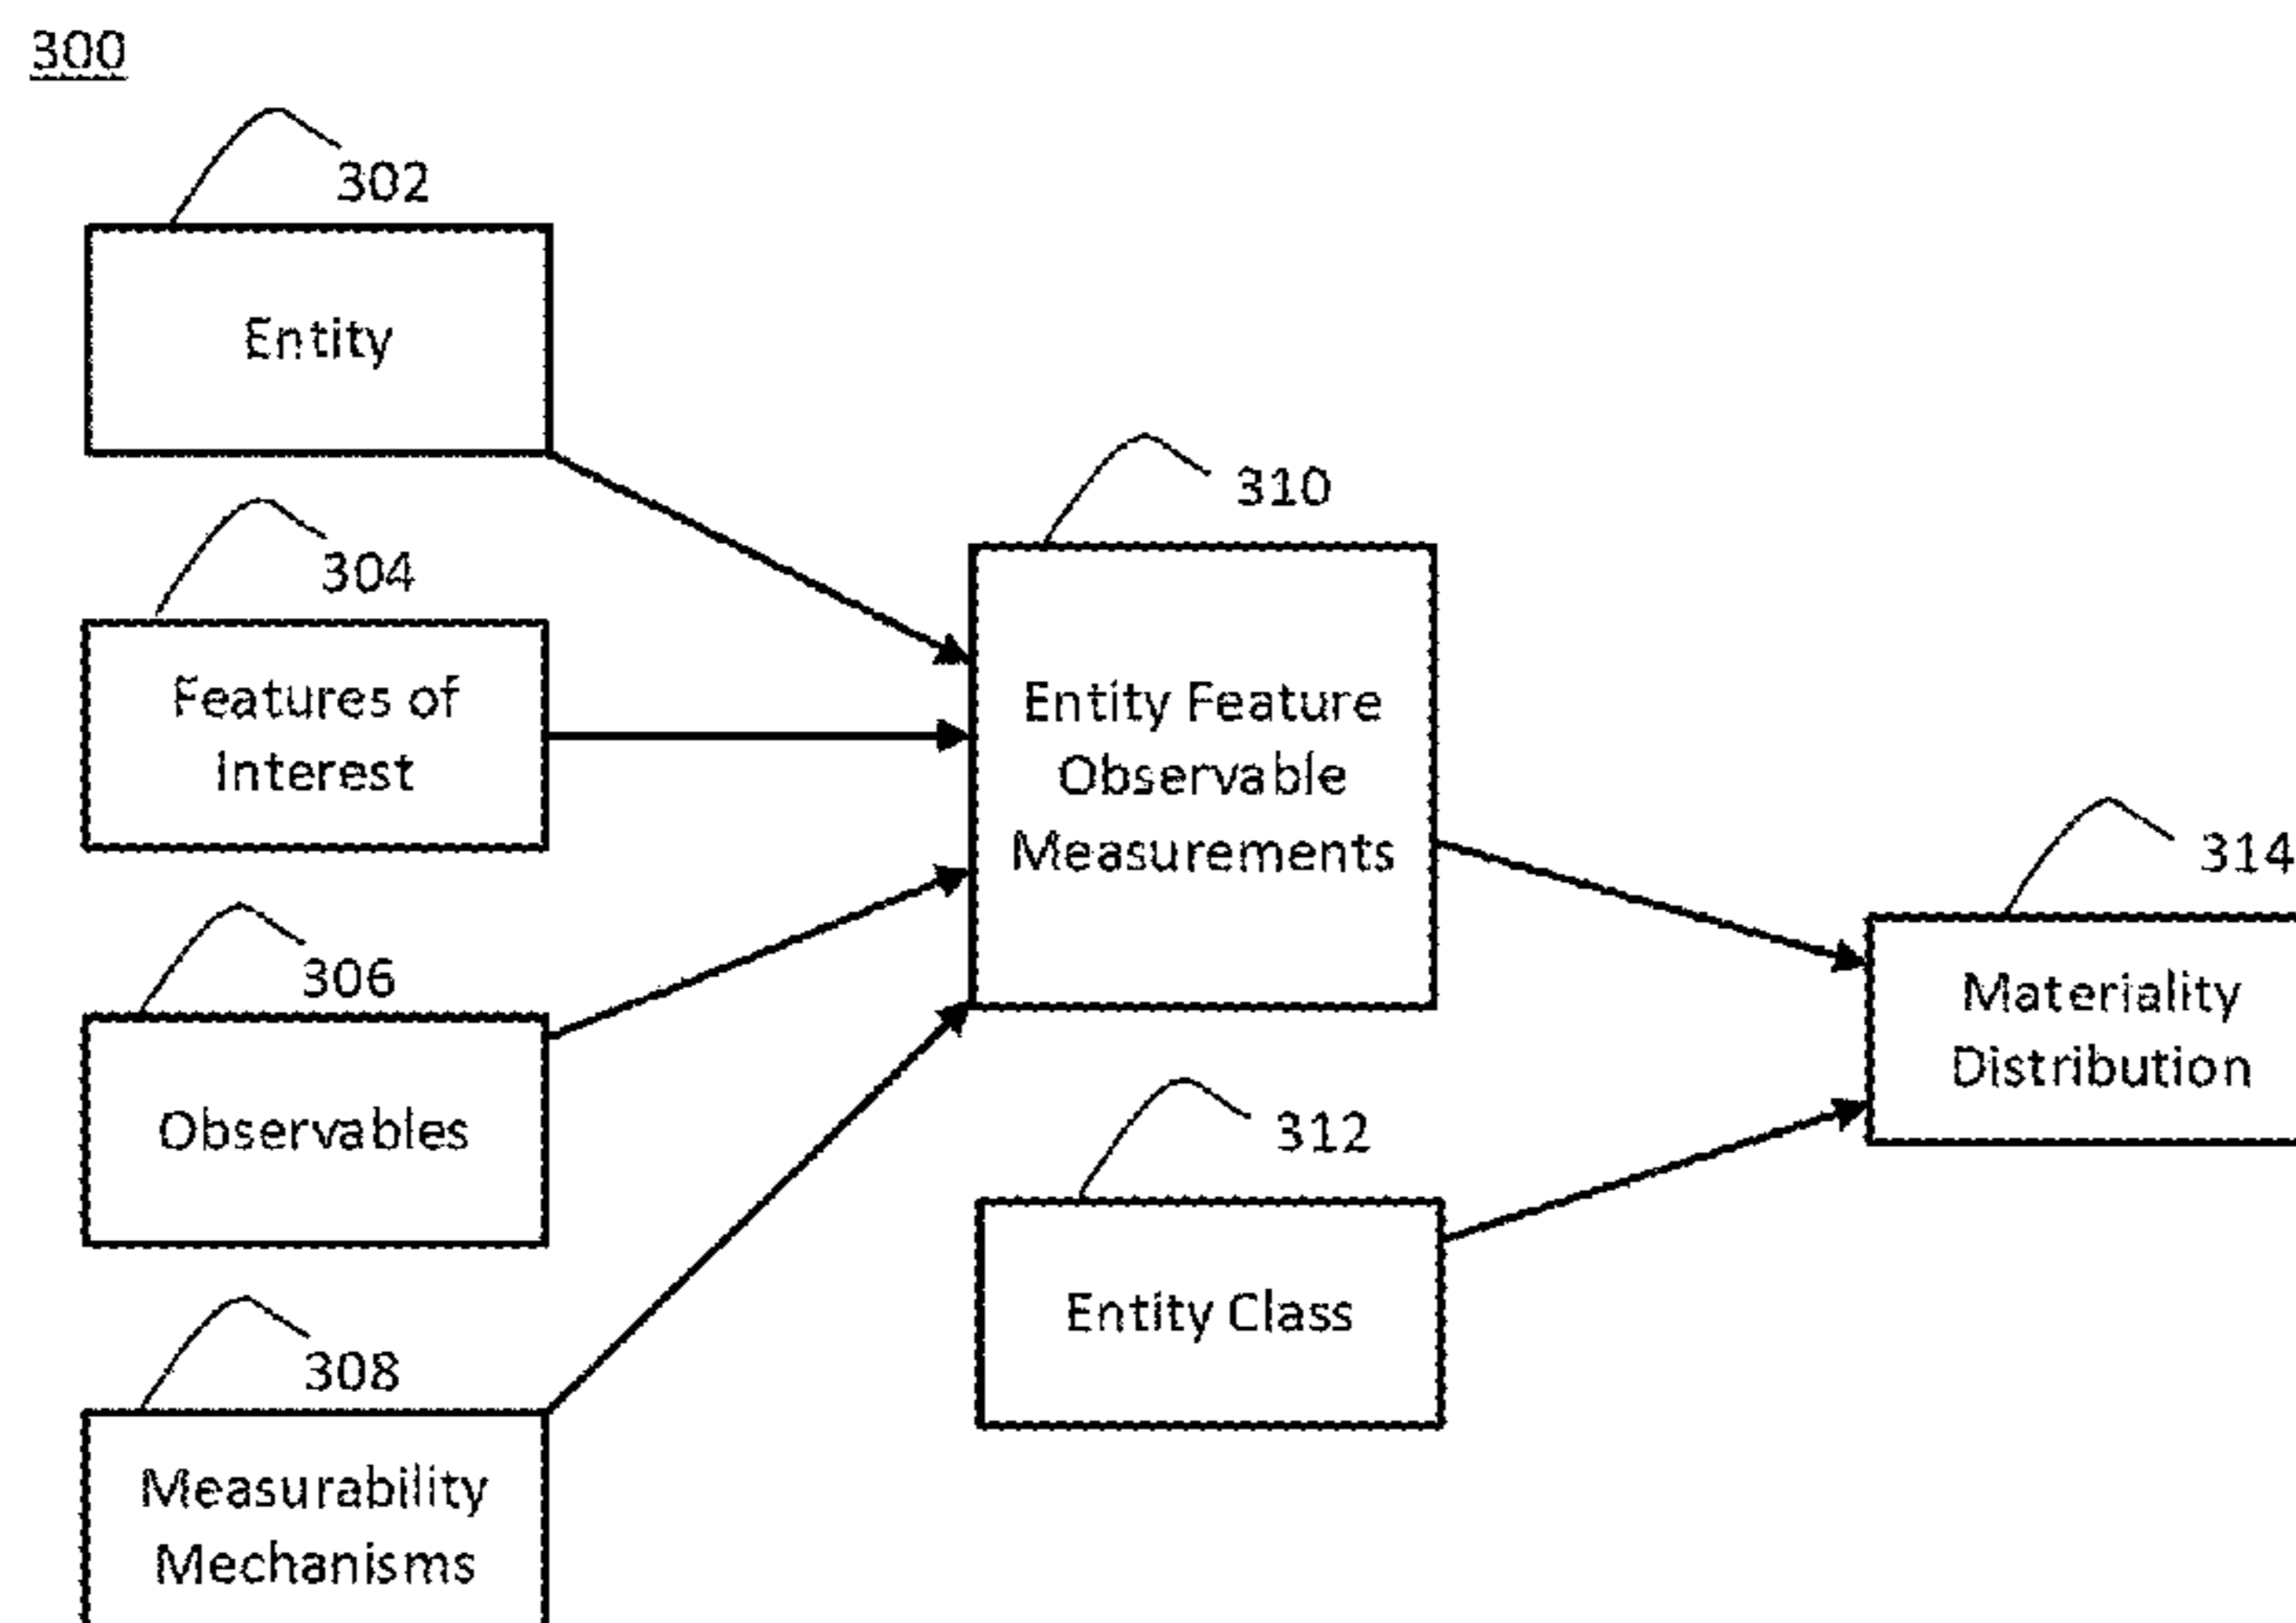 300
302
Entity
304
Features of
Interest
306
Observables
308
Measurability
Mechanisms
310
Entity Feature
Observable
Measurements
312
Entity Class
314
Materiality
Distribution